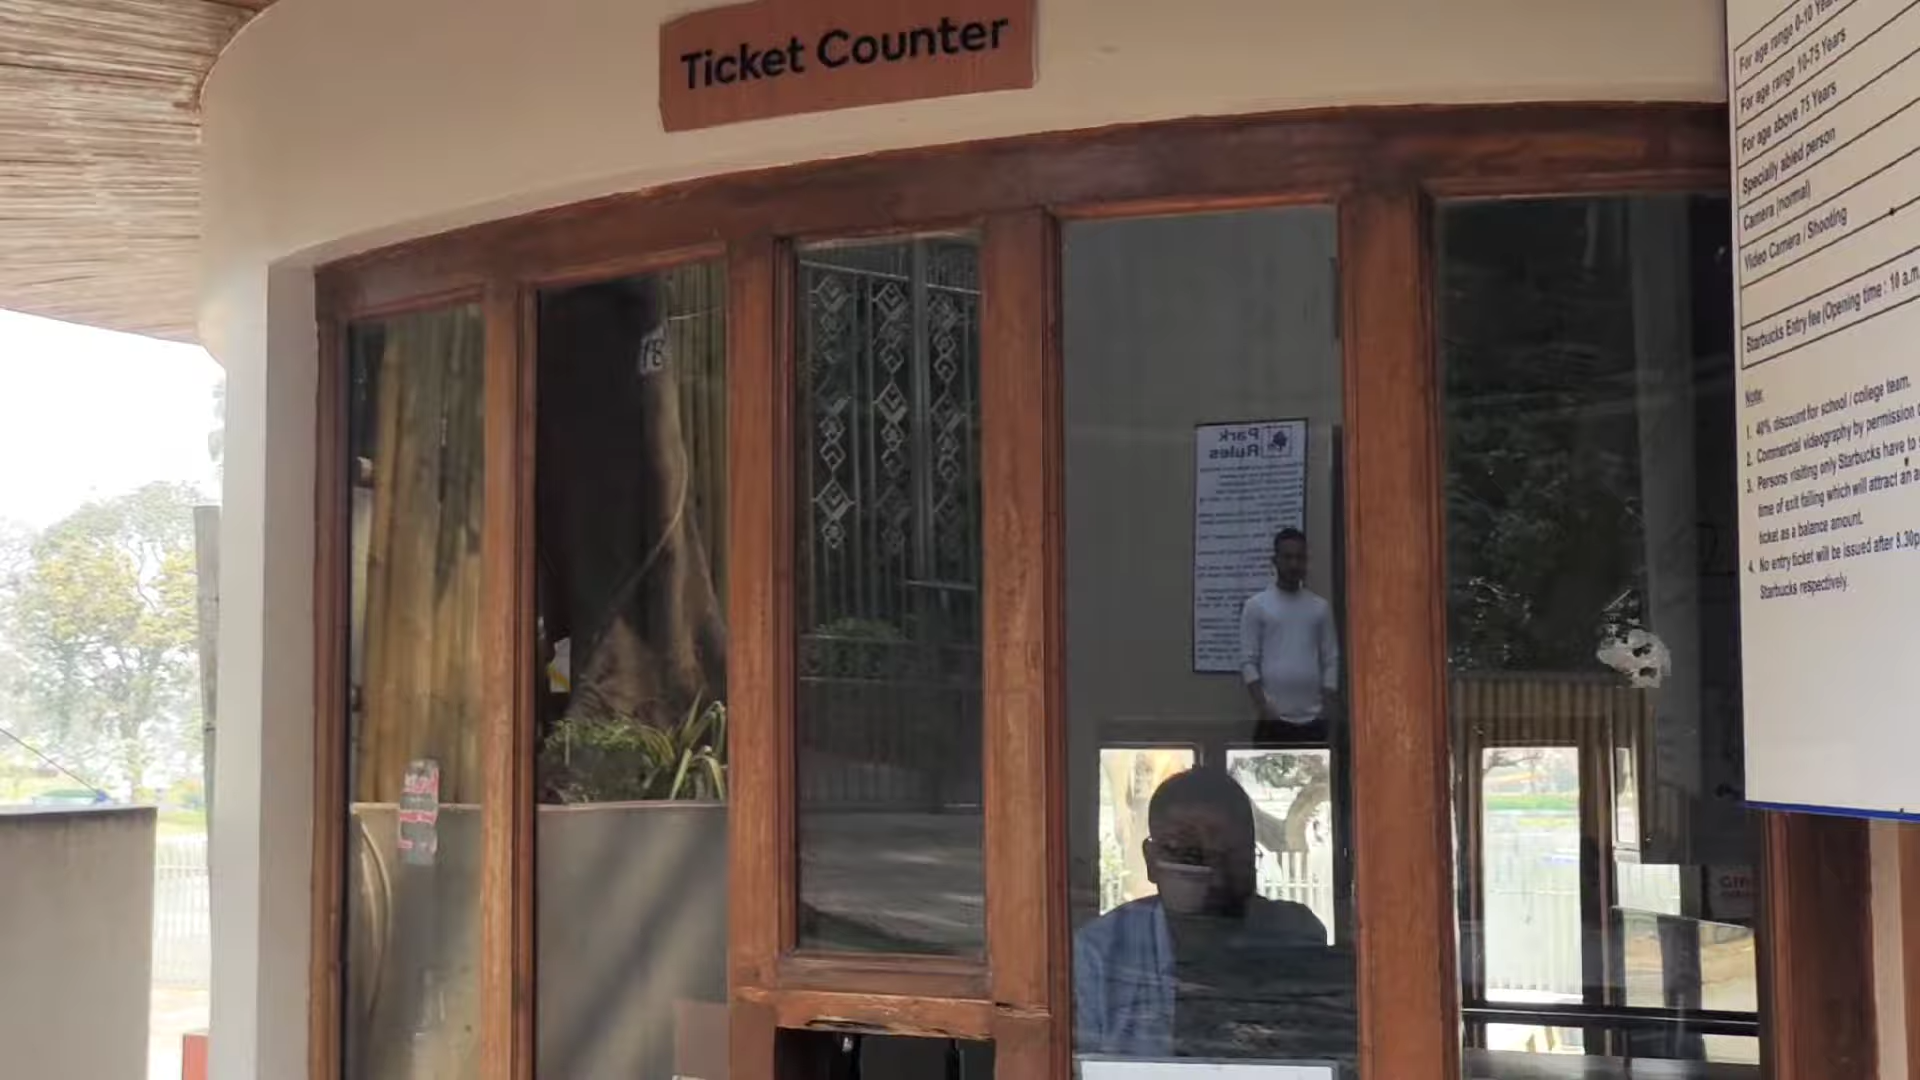 Ticket Counter
For age range 0-10 Years
For age range 10-75 Years
For age above 75 Years
Specially abled person
Camera (normal)
Video Camera / Shooting
Starbucks Entry fee (Opening time : 10 a.m
Note:
1. 40% discount for school / college team.
2. Commercial videography by permission
3. Persons visiting only Starbucks have to
time of exit failing which will attract an
ticket as a balance amount.
4. No entry ticket will be issued after 8.30p
Starbucks respectively.
Park
Rules